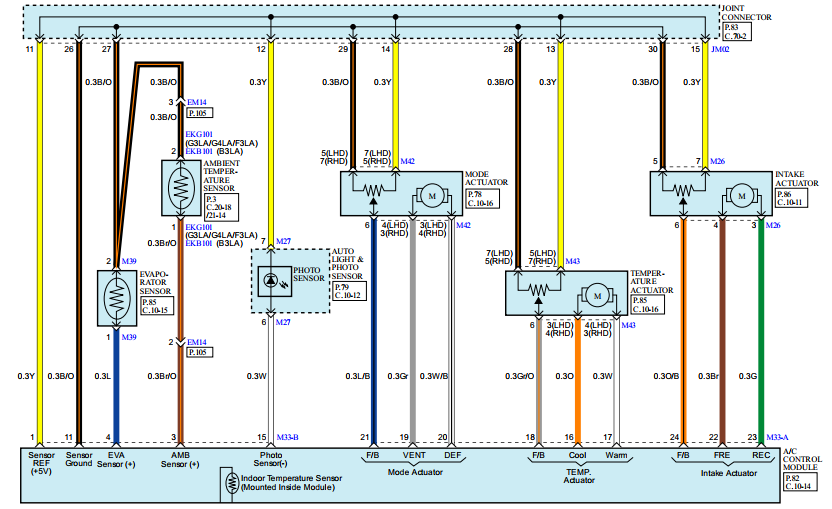 JOINT
CONNECTOR
P.83
C.70-2
11 26 27 12 29 14 28 13 30 15 JM02
0.3B/O 0.3B/O 0.3Y 0.3B/O 0.3Y 0.3B/O 0.3Y 0.3B/O 0.3Y
3 EM14
P.105
0.3B/O
EKG101
(G3LA/G4LA/F3LA)
EKB101 (B3LA)
2
AMBIENT
TEMPER-
ATURE
SENSOR
P.3
C.20-18
/21-14
1 EKG101
(G3LA/G4LA/F3LA)
EKB101 (B3LA)
0.3Br/O
5(LHD) 7(LHD)
7(RHD) 5(RHD) M42
MODE
ACTUATOR
P.78
C.10-16
M
6 4(LHD) 3(LHD) M42
3(RHD) 4(RHD)
5 7 M26
INTAKE
ACTUATOR
P.86
C.10-11
M
6 4 3 M26
2 M39
EVAPO-
RATOR
SENSOR
P.85
C.10-15
1 M39
7 M27
AUTO
LIGHT &
PHOTO
SENSOR
P.79
C.10-12
PHOTO
SENSOR
6 M27
7(LHD) 5(LHD)
5(RHD) 7(RHD) M43
TEMPER-
ATURE
ACTUATOR
P.85
C.10-16
M
6 3(LHD) 4(LHD) M43
4(RHD) 3(RHD)
2 EM14
P.105
0.3Y 0.3B/O 0.3L 0.3Br/O 0.3W 0.3L/B 0.3Gr 0.3W/B 0.3Gr/O 0.3O 0.3W 0.3O/B 0.3Br 0.3G
1 11 4 3 15 M33-B 21 19 20 18 16 17 24 22 23 M33-A
Sensor
REF
(+5V)
Sensor
Ground
EVA
Sensor (+)
AMB
Sensor (+)
Photo
Sensor(-)
F/B VENT DEF
Mode Actuator
F/B Cool Warm
TEMP.
Actuator
F/B FRE REC
Intake Actuator
A/C
CONTROL
MODULE
P.82
C.10-14
Indoor Temperature Sensor
(Mounted Inside Module)